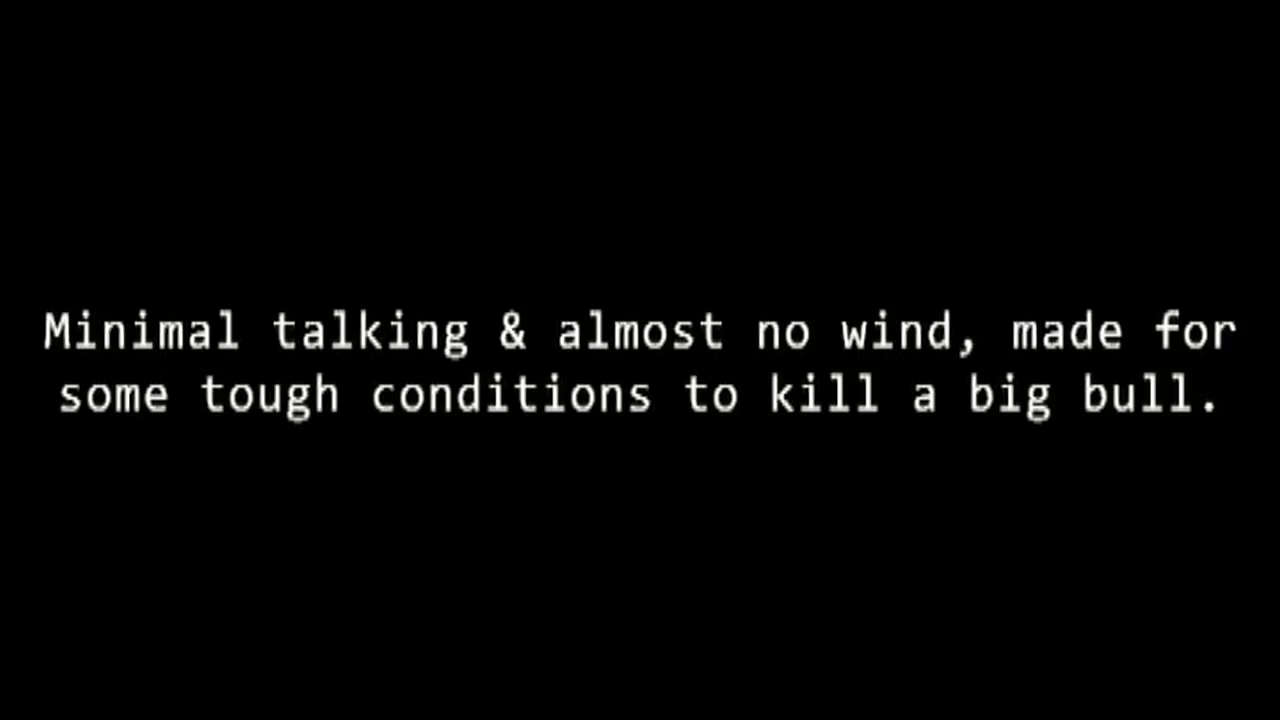 Minimal talking & almost no wind, made for
some tough conditions to kill a big bull.